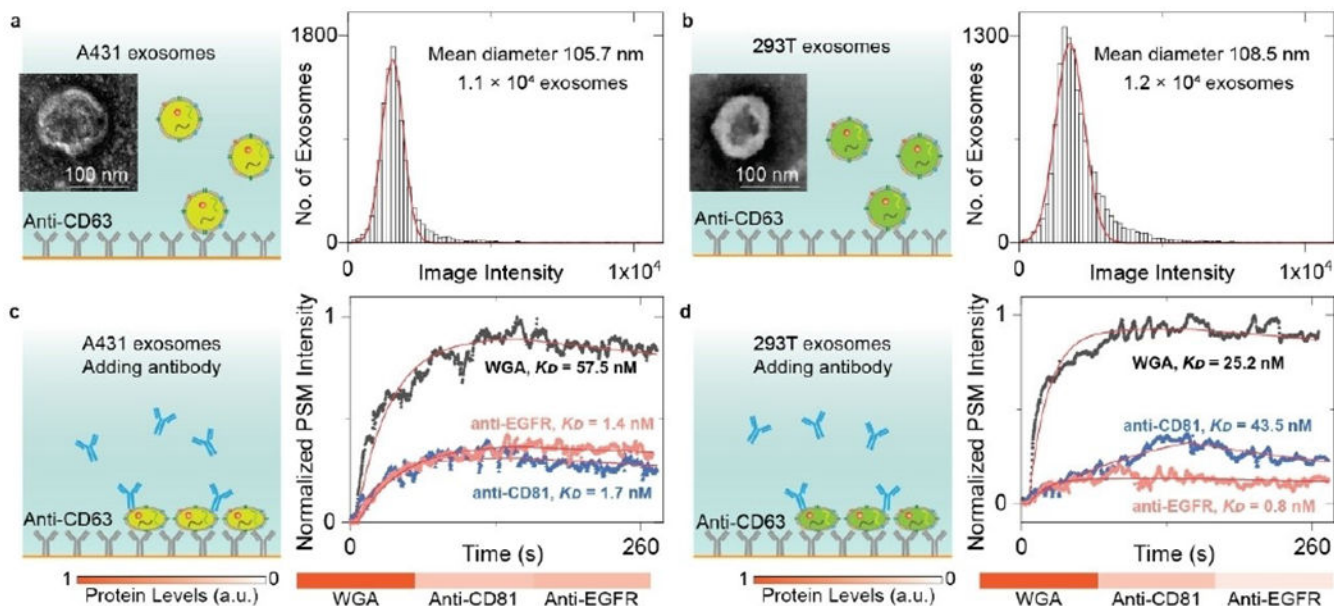 a
A431 exosomes
100 nm
Anti-CD63
1800
0
No. of Exosomes
Mean diameter 105.7 nm
1.1 × 10⁴ exosomes
0
Image Intensity
1x10⁴
b
293T exosomes
100 nm
Anti-CD63
1300
0
No. of Exosomes
Mean diameter 108.5 nm
1.2 × 10⁴ exosomes
0
Image Intensity
1x10⁴
c
A431 exosomes
Adding antibody
Anti-CD63
1
0
Protein Levels (a.u.)
Normalized PSM Intensity
1
0
WGA, KD = 57.5 nM
anti-EGFR, KD = 1.4 nM
anti-CD81, KD = 1.7 nM
0
Time (s)
260
WGA
Anti-CD81
Anti-EGFR
d
293T exosomes
Adding antibody
Anti-CD63
1
0
Protein Levels (a.u.)
Normalized PSM Intensity
1
0
WGA, KD = 25.2 nM
anti-CD81, KD = 43.5 nM
anti-EGFR, KD = 0.8 nM
0
Time (s)
260
WGA
Anti-CD81
Anti-EGFR